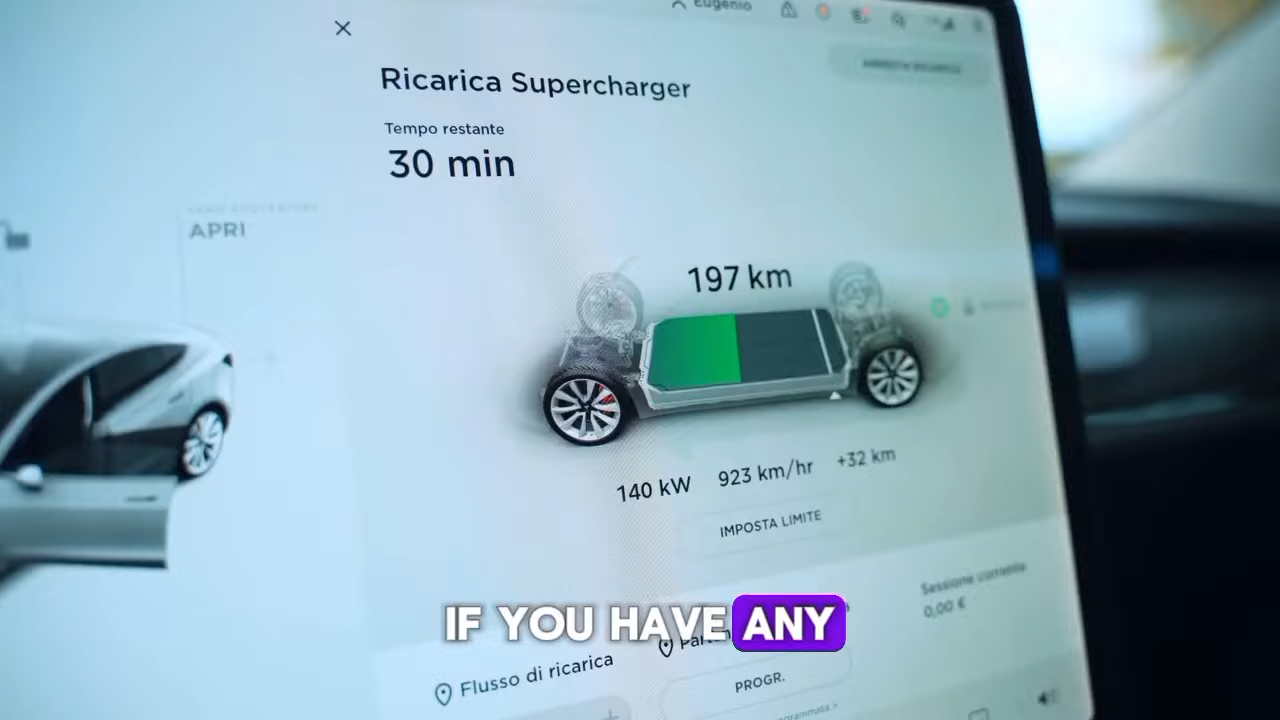 Eugenio
Ricarica Supercharger
Tempo restante
30 min
APRI
197 km
140 kW
923 km/hr
+32 km
IMPOSTA LIMITE
Sessione corrente
0,00 €
IF YOU HAVE ANY
Flusso di ricarica
PROGR.